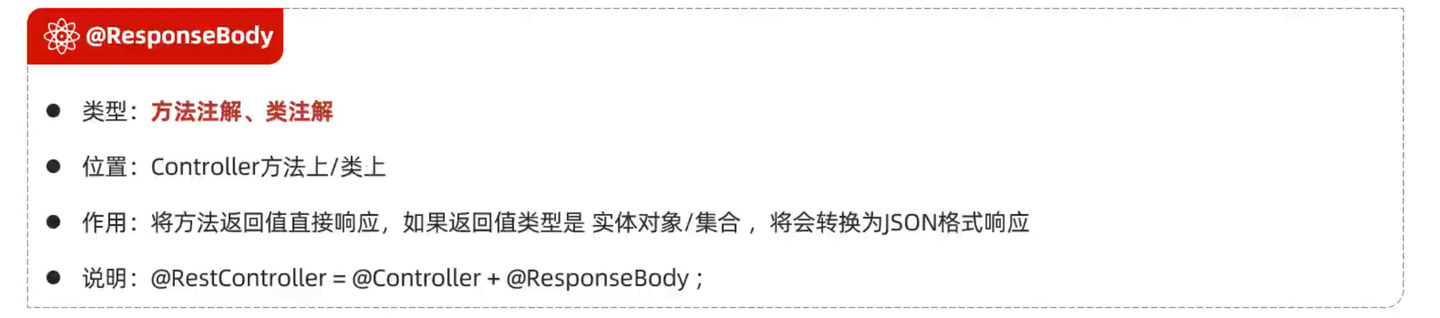 @ResponseBody
● 类型：方法注解、类注解
● 位置：Controller方法上/类上
● 作用：将方法返回值直接响应，如果返回值类型是 实体对象/集合 ，将会转换为JSON格式响应
● 说明：@RestController = @Controller + @ResponseBody ;